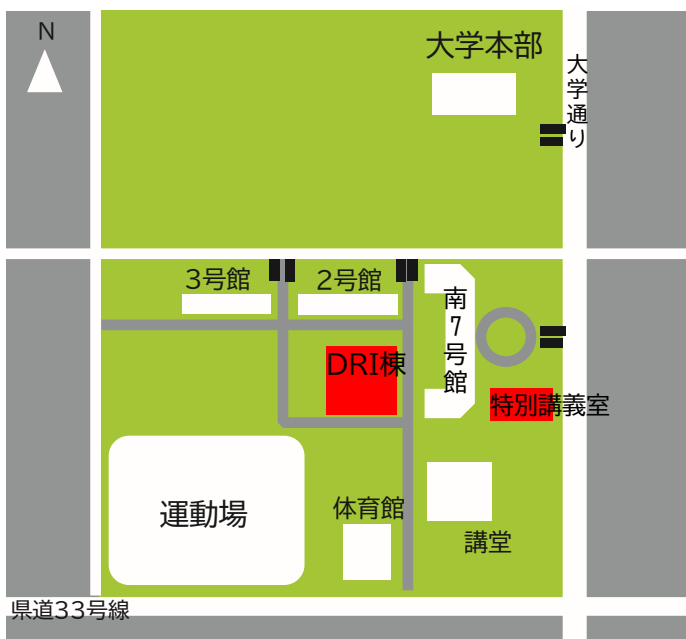 N
大学本部
大学通り
3号館
2号館
南7号館
DRI棟
特別講義室
運動場
体育館
講堂
県道33号線